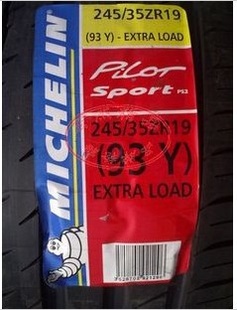 245/35ZR19
(93 Y) - EXTRA LOAD
MICHELIN
Pilot
Sport PS3
245/35ZR19
(93 Y)
EXTRA LOAD